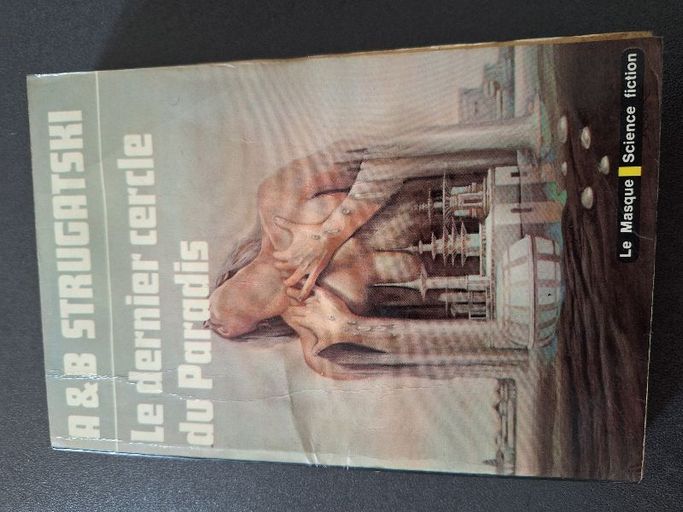 A & B STRUGATSKI
Le dernier cercle
du Paradis
Le Masque Science fiction